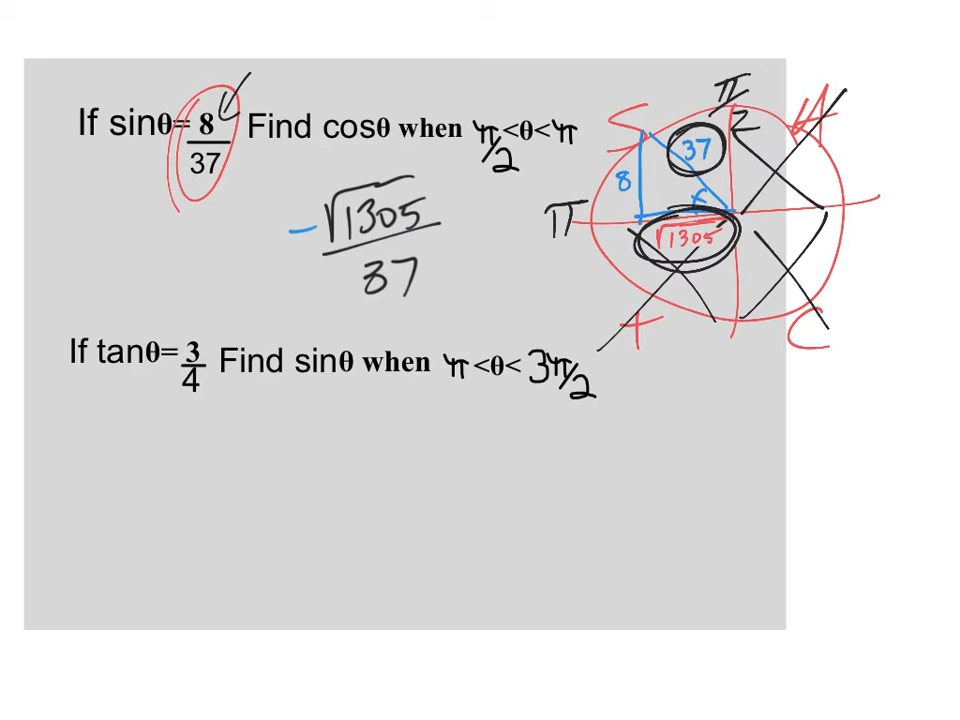 If sinθ= 8/37 Find cosθ when π/2 <θ< π
-√1305/37
π/2
S
A
37
8
π
√1305
T
C
If tanθ= 3/4 Find sinθ when π <θ< 3π/2